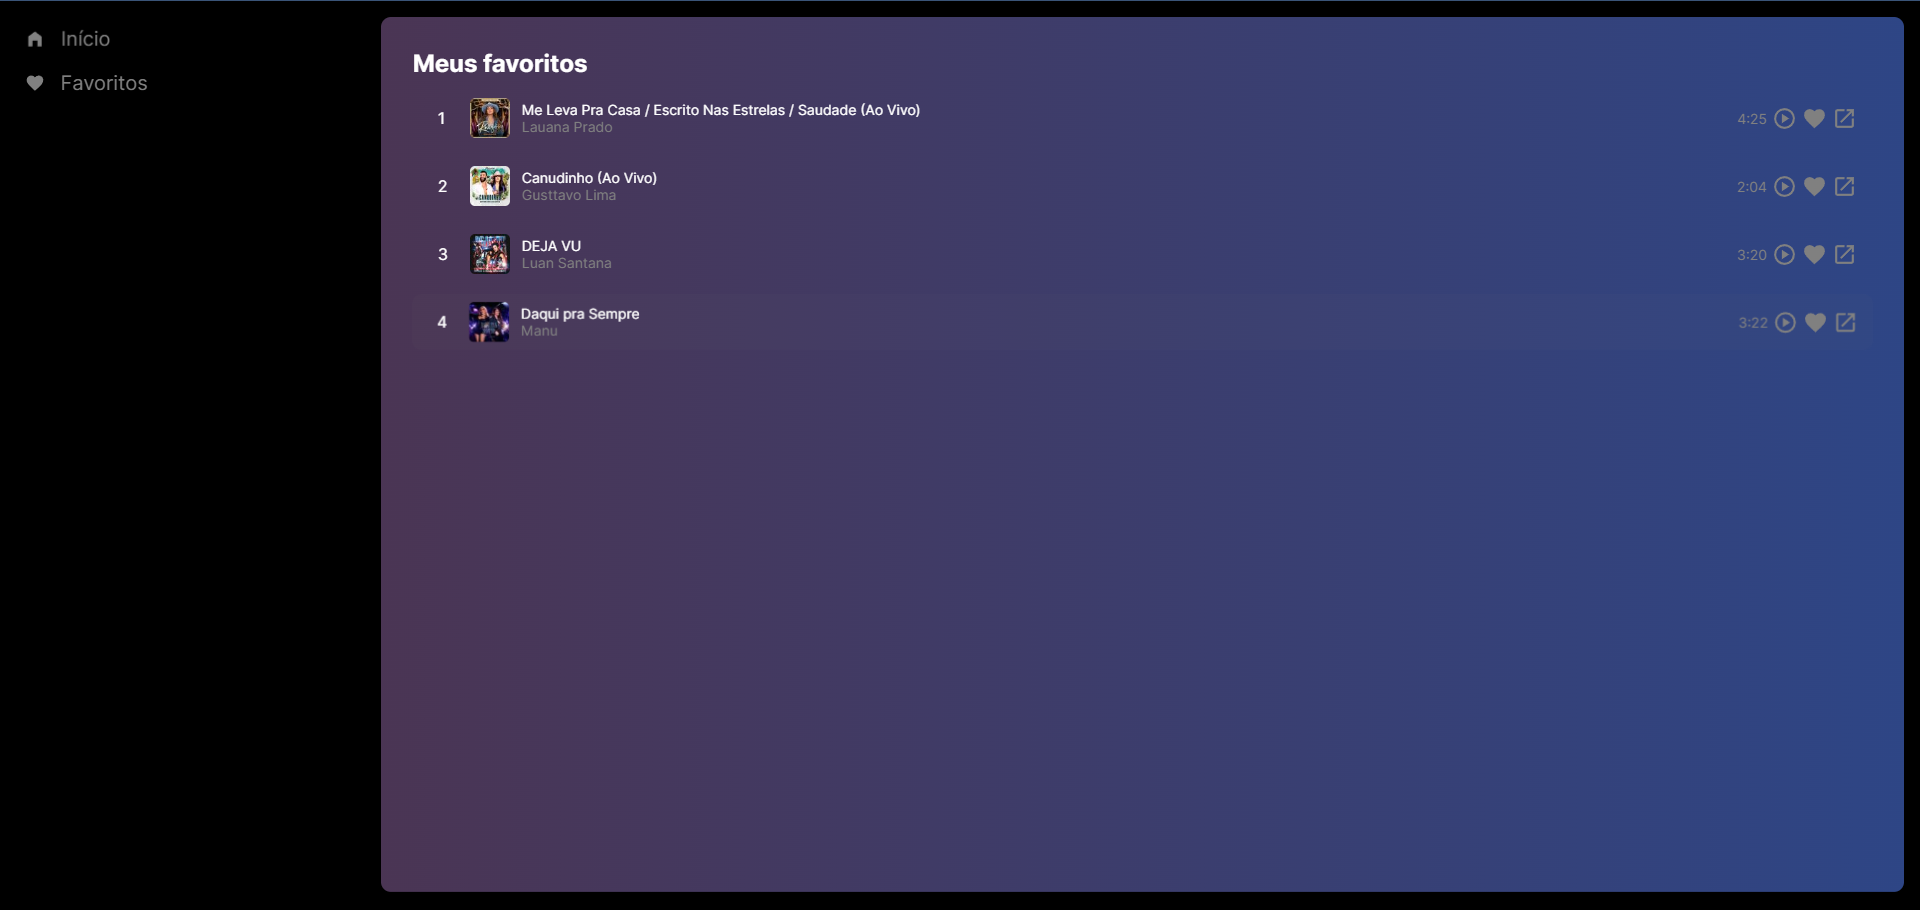 Início
Favoritos
Meus favoritos
1
Me Leva Pra Casa / Escrito Nas Estrelas / Saudade (Ao Vivo)
Lauana Prado
4:25
2
Canudinho (Ao Vivo)
Gusttavo Lima
2:04
3
DEJA VU
Luan Santana
3:20
4
Daqui pra Sempre
Manu
3:22